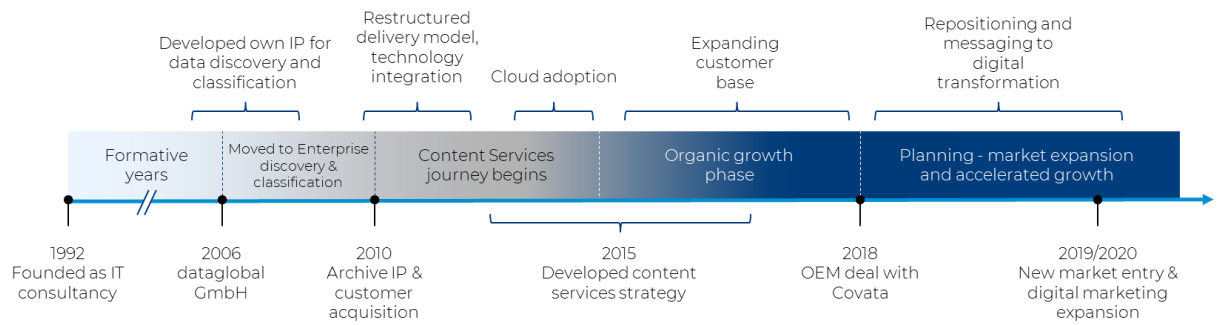 Developed own IP for
data discovery and
classification
Restructured
delivery model,
technology
integration
Cloud adoption
Expanding
customer
base
Repositioning and
messaging to
digital
transformation
Formative
years
Moved to Enterprise
discovery &
classification
Content Services
journey begins
Organic growth
phase
Planning - market expansion
and accelerated growth
1992
Founded as IT
consultancy
2006
dataglobal
GmbH
2010
Archive IP &
customer
acquisition
2015
Developed content
services strategy
2018
OEM deal with
Covata
2019/2020
New market entry &
digital marketing
expansion